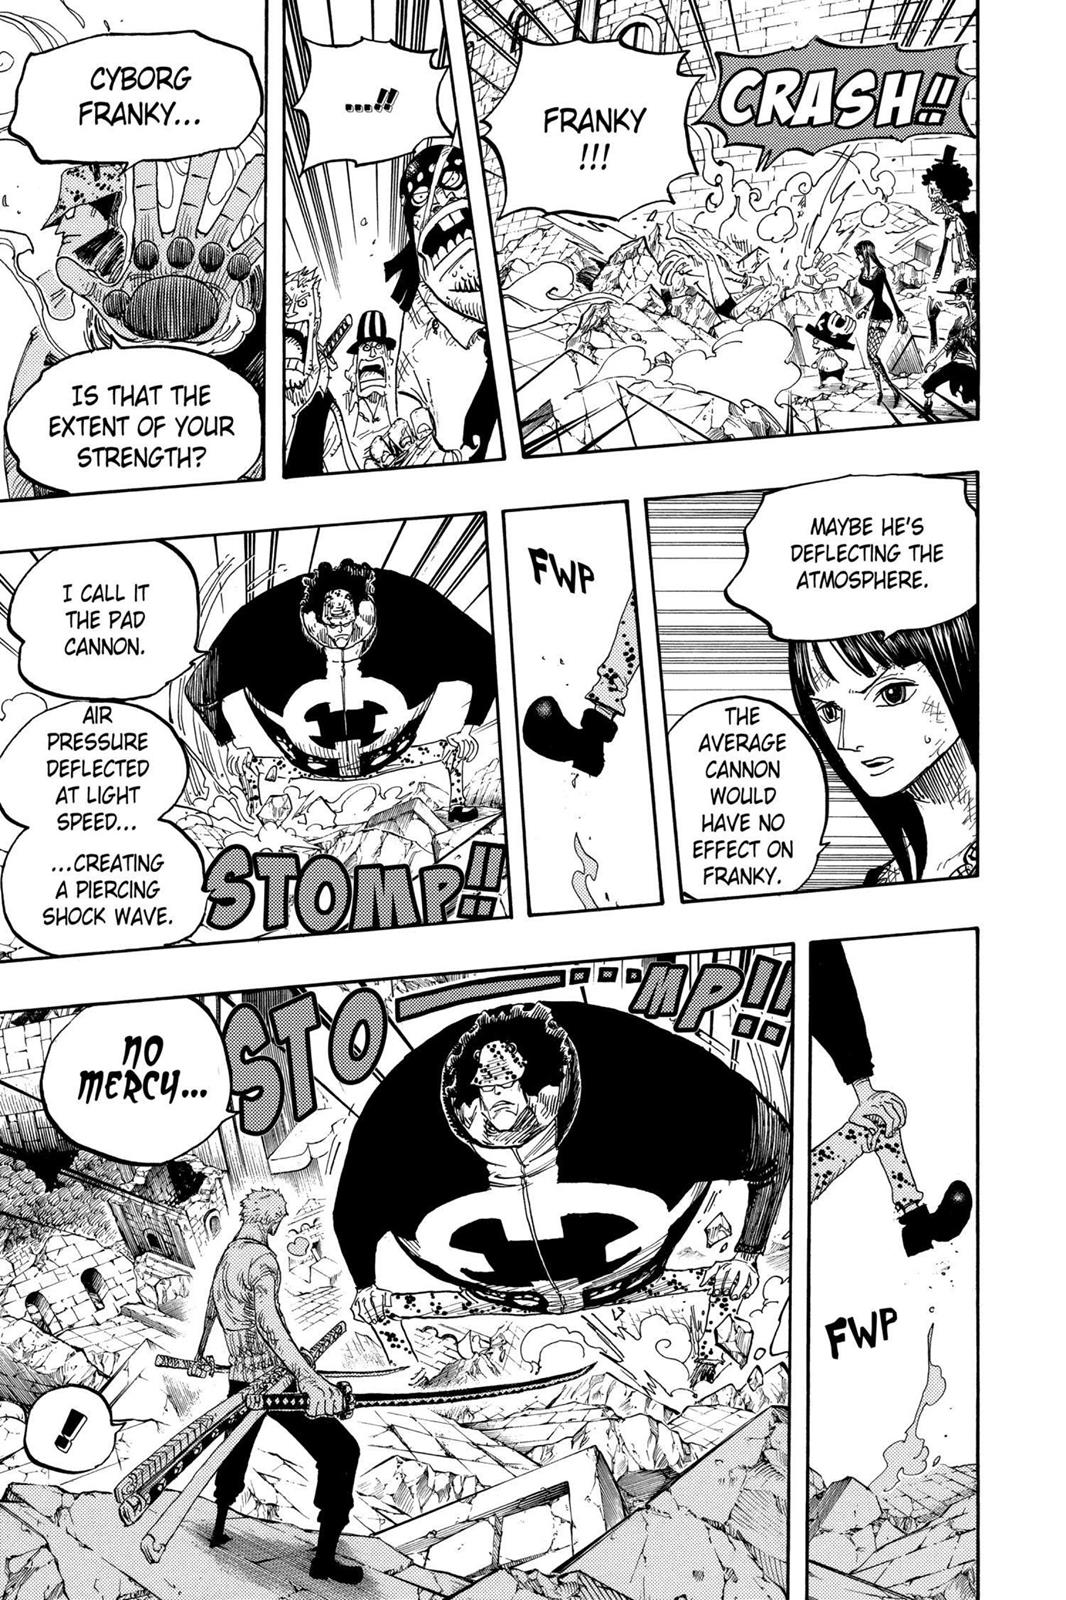 CRASH!!
FRANKY
!!!
...!!
CYBORG
FRANKY...
IS THAT THE
EXTENT OF YOUR
STRENGTH?
MAYBE HE'S
DEFLECTING THE
ATMOSPHERE.
THE
AVERAGE
CANNON
WOULD
HAVE NO
EFFECT ON
FRANKY.
FWP
I CALL IT
THE PAD
CANNON.
AIR
PRESSURE
DEFLECTED
AT LIGHT
SPEED...
...CREATING
A PIERCING
SHOCK WAVE.
STOMP!!
FWP
STO—...MP!!
NO
MERCY...
!